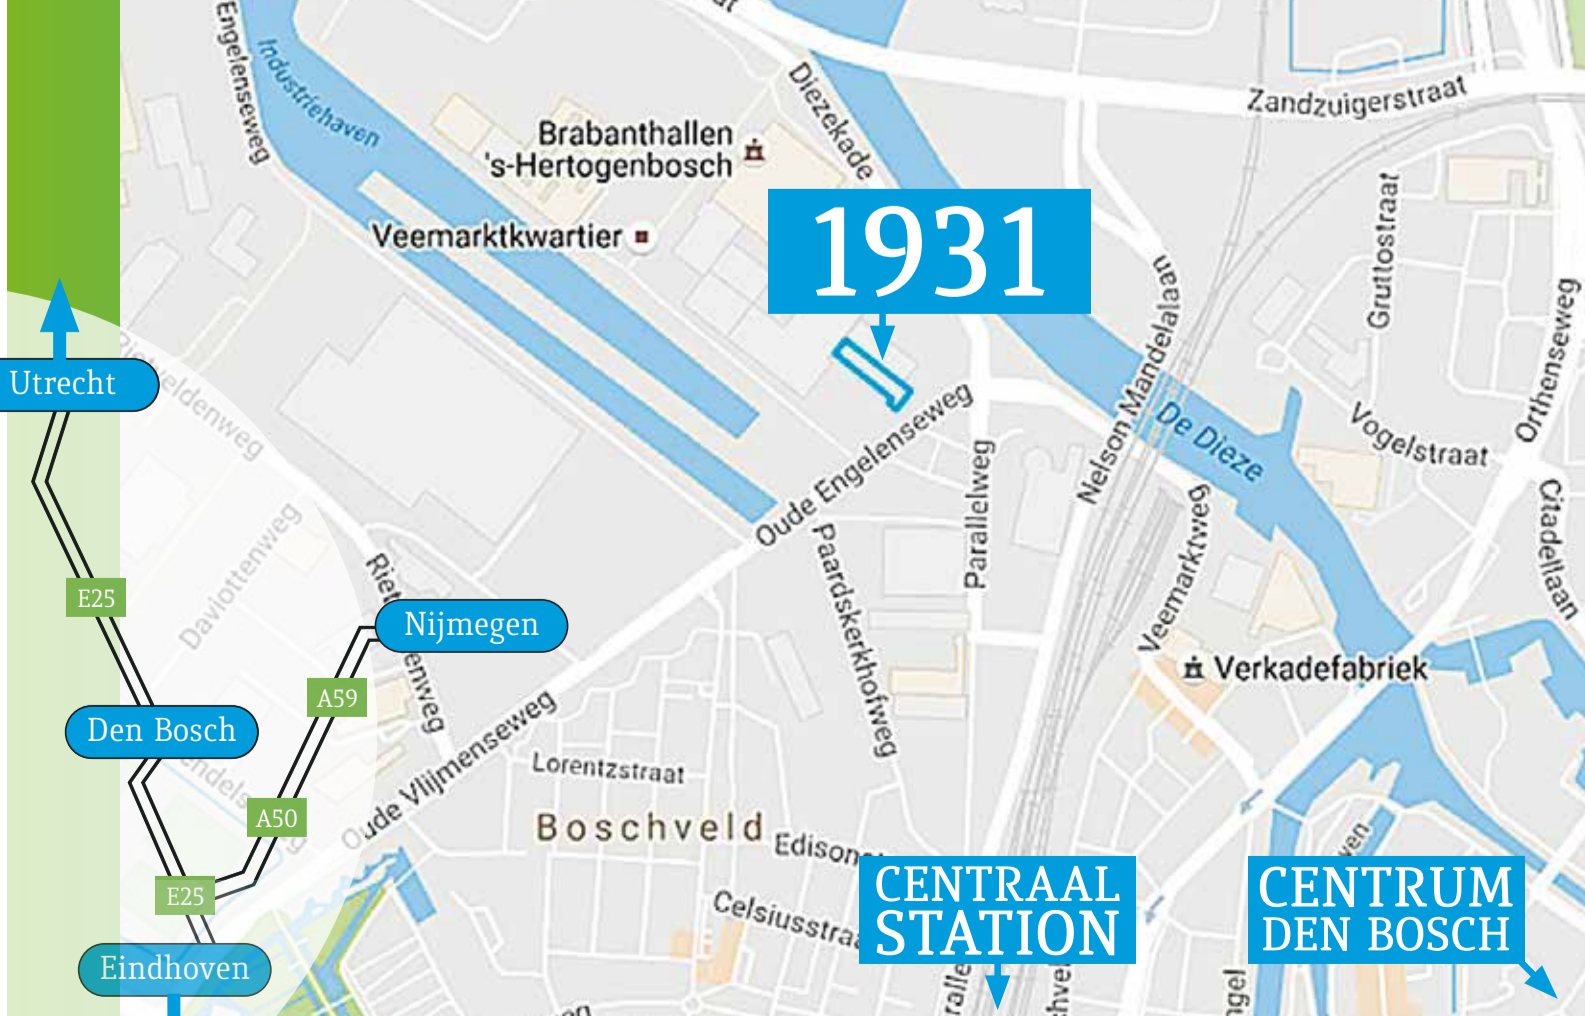 Engelenseweg
Industriehaven
Diezekade
Zandzuigerstraat
Brabanthallen
's-Hertogenbosch
Veemarktkwartier
1931
Gruttostraat
Nelson Mandelalaan
Orthenseweg
Utrecht
Vogelstraat
De Dieze
Oude Engelenseweg
Parallelweg
Citadellaan
Veemarktweg
Paardskerkhofweg
Davlottenweg
E25
Nijmegen
Verkadefabriek
A59
Den Bosch
Oude Vlijmenseweg
Lorentzstraat
A50
Boschveld
Edison
Celsiusstraa
CENTRAAL
STATION
CENTRUM
DEN BOSCH
E25
Eindhoven